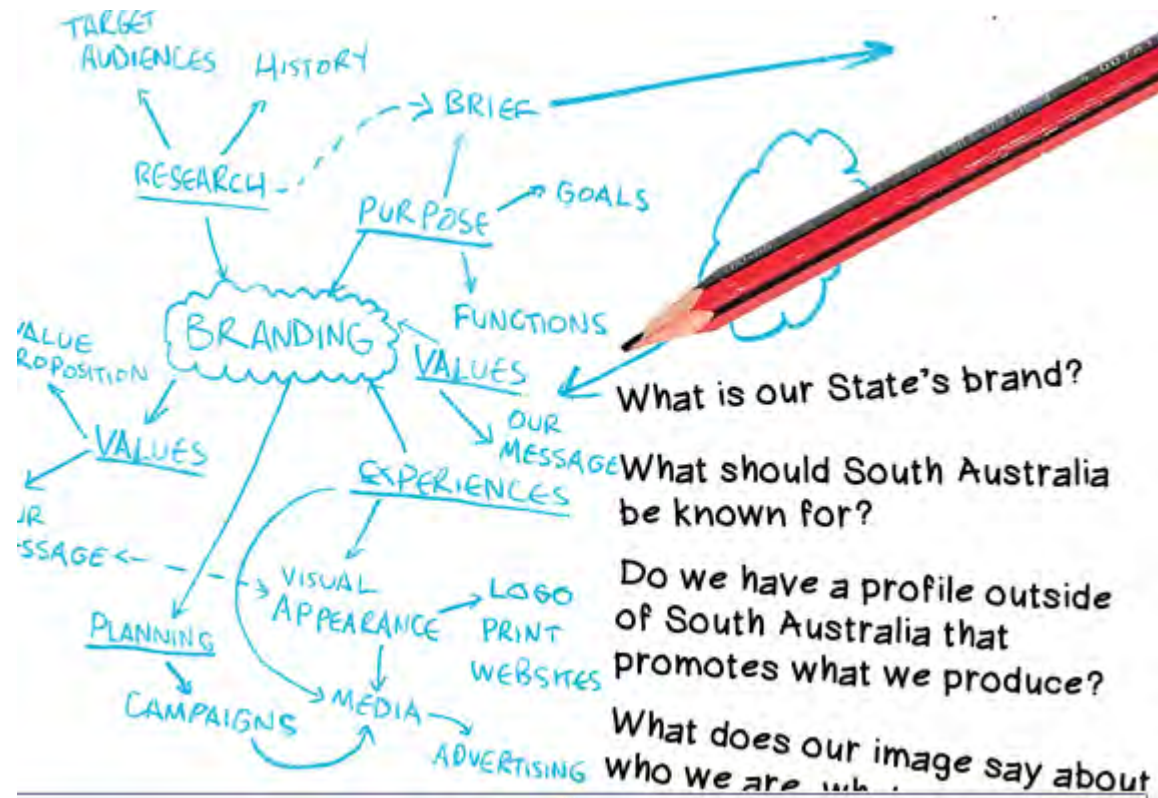 TARGET
AUDIENCES
HISTORY
BRIEF
RESEARCH
PURPOSE
GOALS
FUNCTIONS
BRANDING
VALUES
OUR
MESSAGE
PROPOSITION
VALUES
EXPERIENCES
VISUAL
APPEARANCE
LOGO
PRINT
WEBSITES
PLANNING
CAMPAIGNS
MEDIA
ADVERTISING
What is our State's brand?
What should South Australia
be known for?
Do we have a profile outside
of South Australia that
promotes what we produce?
What does our image say about
who we are